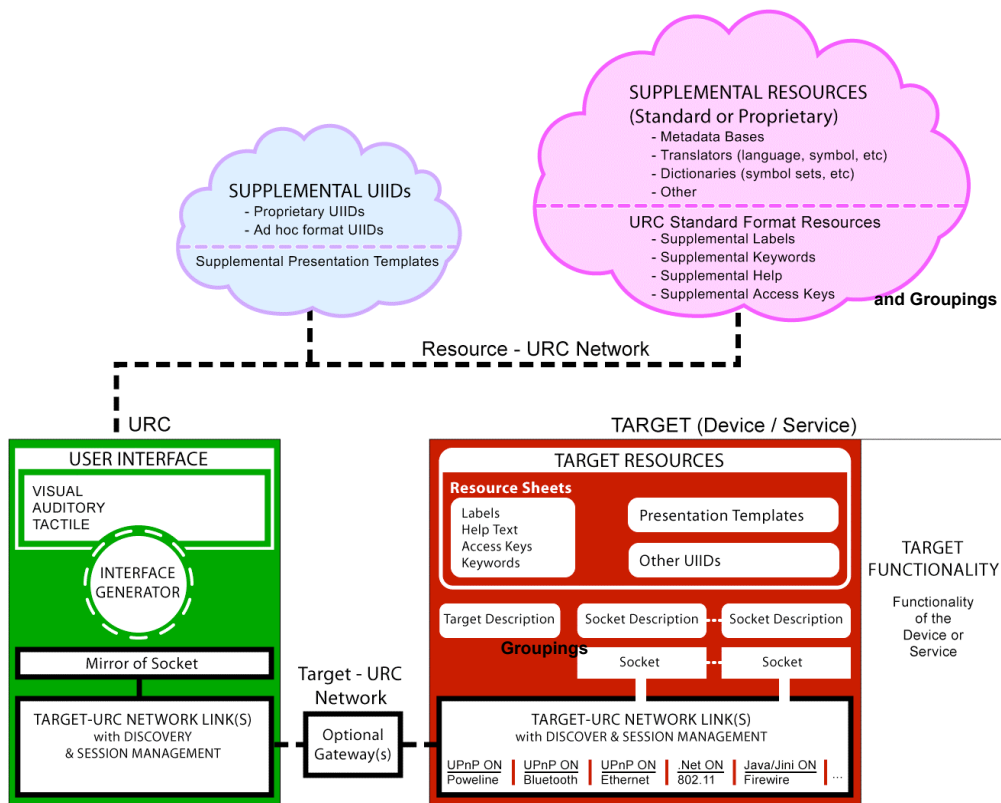 SUPPLEMENTAL RESOURCES
(Standard or Proprietary)
- Metadata Bases
- Translators (language, symbol, etc)
- Dictionaries (symbol sets, etc)
- Other
URC Standard Format Resources
- Supplemental Labels
- Supplemental Keywords
- Supplemental Help
- Supplemental Access Keys
and Groupings
SUPPLEMENTAL UIIDs
- Proprietary UIIDs
- Ad hoc format UIIDs
Supplemental Presentation Templates
Resource - URC Network
URC
USER INTERFACE
VISUAL
AUDITORY
TACTILE
INTERFACE
GENERATOR
Mirror of Socket
TARGET-URC NETWORK LINK(S)
with DISCOVERY
& SESSION MANAGEMENT
Target - URC
Network
Optional
Gateway(s)
TARGET (Device / Service)
TARGET RESOURCES
Resource Sheets
Labels
Help Text
Access Keys
Keywords
Presentation Templates
Other UIIDs
Target Description
Socket Description
Socket Description
Groupings
Socket
Socket
TARGET-URC NETWORK LINK(S)
with DISCOVER & SESSION MANAGEMENT
UPnP ON
Poweline
UPnP ON
Bluetooth
UPnP ON
Ethernet
.Net ON
802.11
Java/Jini ON
Firewire
...
TARGET
FUNCTIONALITY
Functionality
of the
Device or
Service